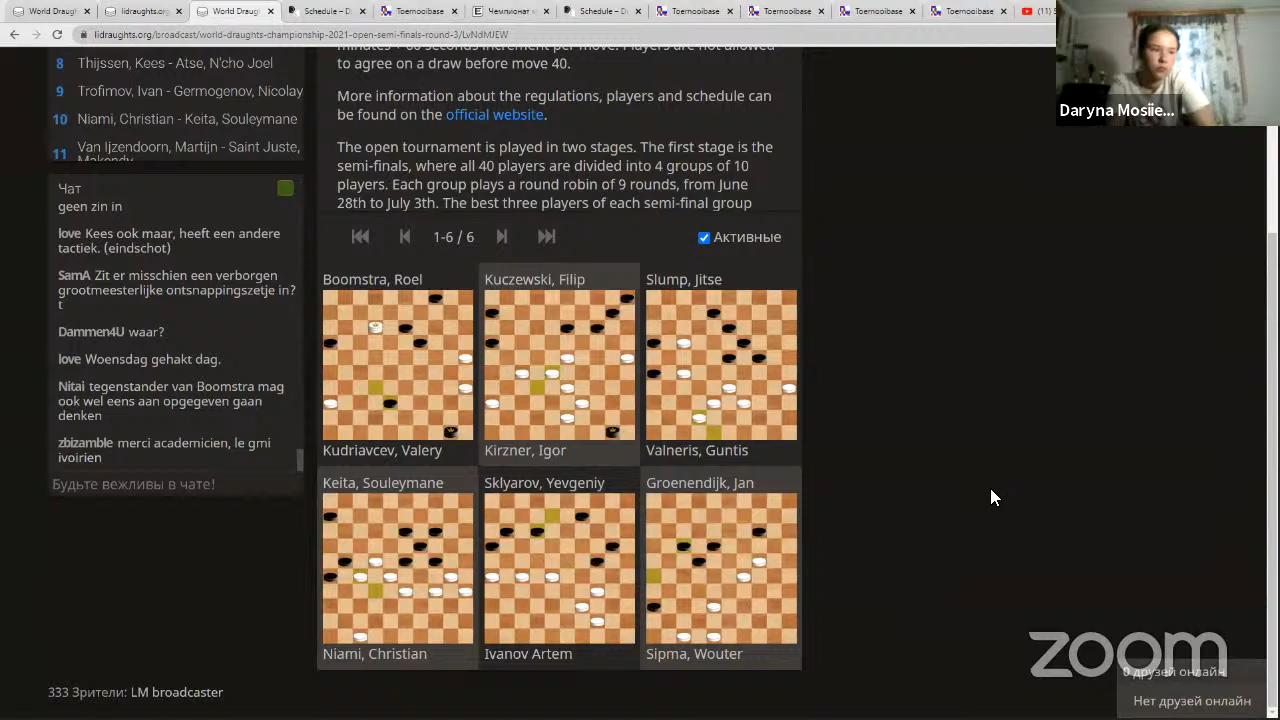 World Draugh
lidraughts.org
World Draugh
Schedule – D
Toernooibase
Чемпионат к
Schedule – D
Toernooibase
Toernooibase
Toernooibase
Toernooibase
lidraughts.org/broadcast/world-draughts-championship-2021-open-semi-finals-round-3/
8 Thijssen, Kees - Atse, N'cho Joel
9 Trofimov, Ivan - Germogenov, Nicolay
10 Niami, Christian - Keita, Souleymane
11 Van Ijzendoorn, Martijn - Saint Juste,
Makendy
Чат
geen zin in
love Kees ook maar, heeft een andere
tactiek. (eindschot)
SamA Zit er misschien een verborgen
grootmeesterlijke ontsnappingszetje in?
t
Dammen4U waar?
love Woensdag gehakt dag.
Nitai tegenstander van Boomstra mag
ook wel eens aan opgegeven gaan
denken
zbizamble merci academicien, le gmi
ivoirien
Будьте вежливы в чате!
333 Зрители: LM broadcaster
minutes + 60 seconds increment per move. Players are not allowed
to agree on a draw before move 40.
More information about the regulations, players and schedule can
be found on the official website.
The open tournament is played in two stages. The first stage is the
semi-finals, where all 40 players are divided into 4 groups of 10
players. Each group plays a round robin of 9 rounds, from June
28th to July 3th. The best three players of each semi-final group
1-6 / 6
Активные
Boomstra, Roel
Kuczewski, Filip
Slump, Jitse
Kudriavcev, Valery
Kirzner, Igor
Valneris, Guntis
Keita, Souleymane
Sklyarov, Yevgeniy
Groenendijk, Jan
Niami, Christian
Ivanov Artem
Sipma, Wouter
Daryna Mosiie...
zoom
0 друзей онлайн
Нет друзей онлайн